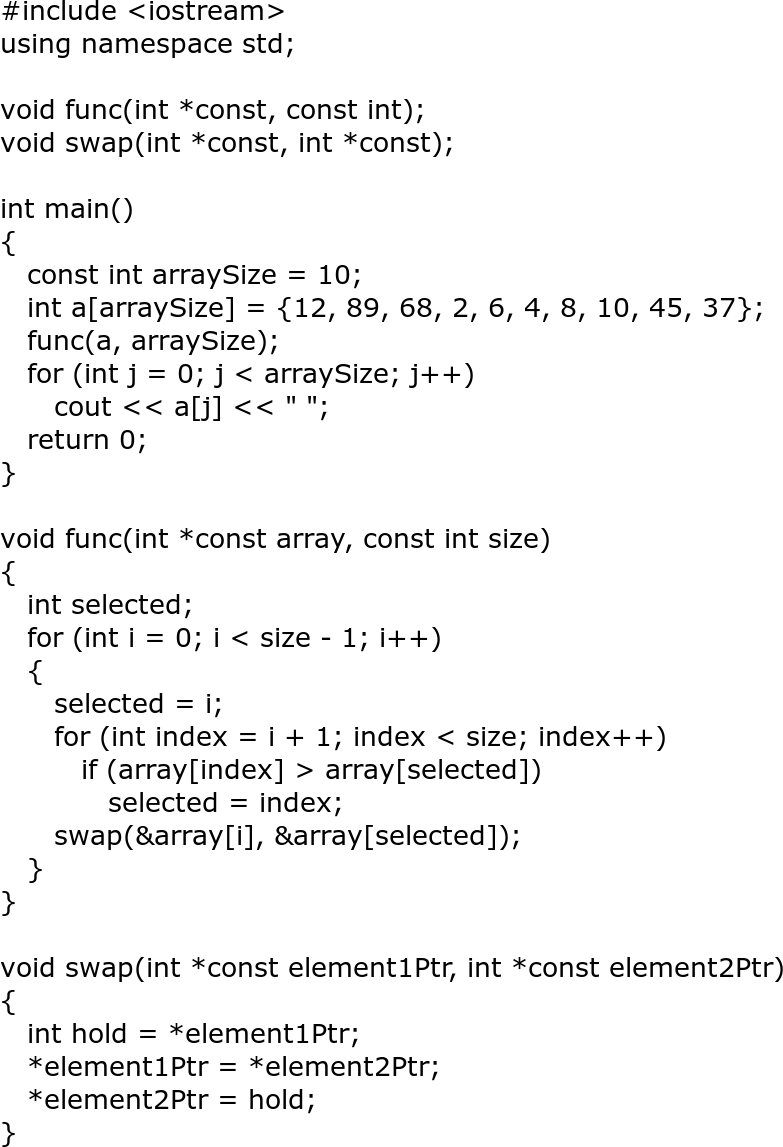 #include <iostream>
using namespace std;

void func(int *const, const int);
void swap(int *const, int *const);

int main()
{
   const int arraySize = 10;
   int a[arraySize] = {12, 89, 68, 2, 6, 4, 8, 10, 45, 37};
   func(a, arraySize);
   for (int j = 0; j < arraySize; j++)
      cout << a[j] << " ";
   return 0;
}

void func(int *const array, const int size)
{
   int selected;
   for (int i = 0; i < size - 1; i++)
   {
      selected = i;
      for (int index = i + 1; index < size; index++)
         if (array[index] > array[selected])
            selected = index;
      swap(&array[i], &array[selected]);
   }
}

void swap(int *const element1Ptr, int *const element2Ptr)
{
   int hold = *element1Ptr;
   *element1Ptr = *element2Ptr;
   *element2Ptr = hold;
}